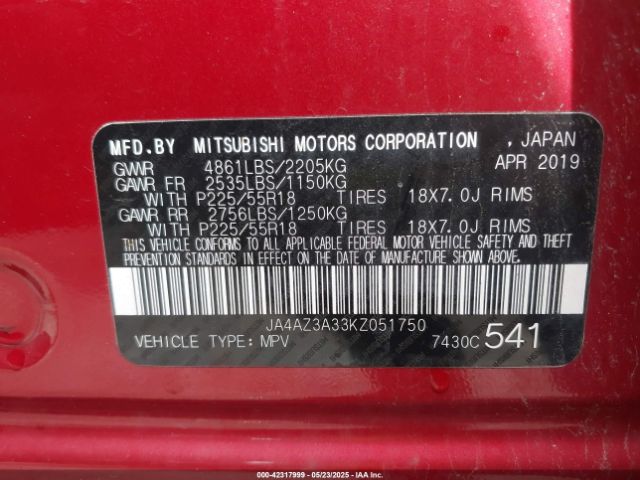 MFD.BY MITSUBISHI MOTORS CORPORATION , JAPAN
GVWR 4861LBS/2205KG APR 2019
GAWR FR 2535LBS/1150KG
WITH P225/55R18 TIRES 18X7.0J RIMS
GAWR RR 2756LBS/1250KG
WITH P225/55R18 TIRES 18X7.0J RIMS
THIS VEHICLE CONFORMS TO ALL APPLICABLE FEDERAL MOTOR VEHICLE SAFETY AND THEFT
PREVENTION STANDARDS IN EFFECT ON THE DATE OF MANUFACTURE SHOWN ABOVE.
JA4AZ3A33KZ051750
VEHICLE TYPE: MPV 7430C 541
000-42317999 - 05/23/2025 - IAAI.COM